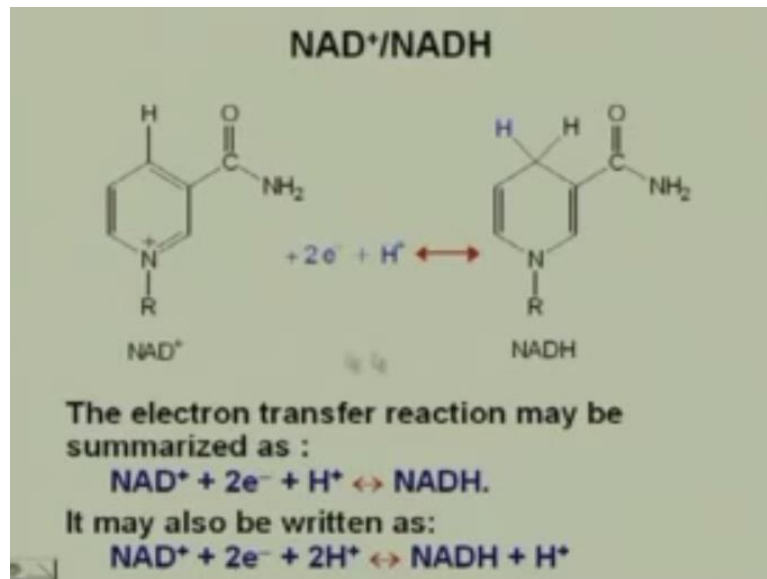 NAD⁺/NADH
H O H H O
C NH₂ C NH₂
+ 2e⁻ + H⁺
N⁺ N
R R
NAD⁺ NADH
The electron transfer reaction may be
summarized as :
NAD⁺ + 2e⁻ + H⁺ ↔ NADH.
It may also be written as:
NAD⁺ + 2e⁻ + 2H⁺ ↔ NADH + H⁺